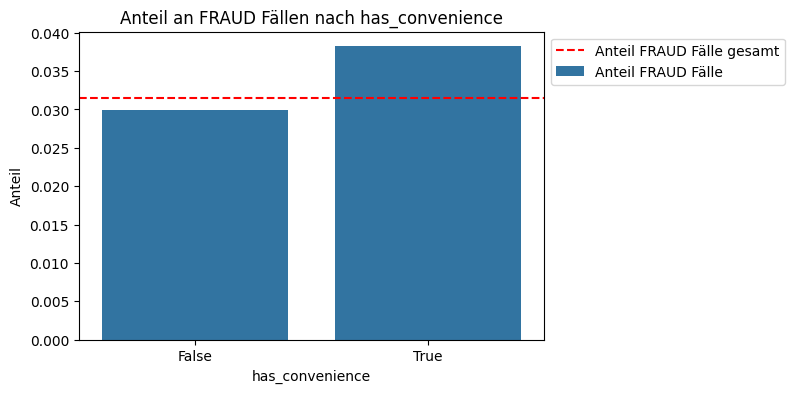 Anteil an FRAUD Fällen nach has_convenience
0.040
0.035
0.030
0.025
0.020
0.015
0.010
0.005
0.000
Anteil
False
True
has_convenience
Anteil FRAUD Fälle gesamt
Anteil FRAUD Fälle